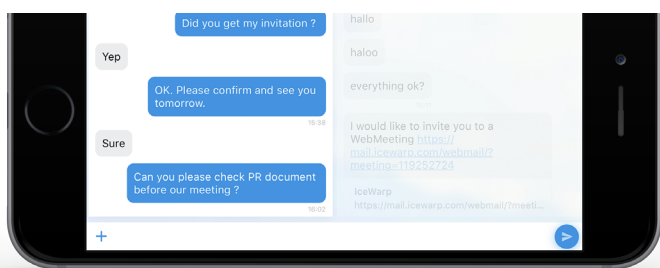 Did you get my invitation ?
Yep
OK. Please confirm and see you
tomorrow.
16:38
Sure
Can you please check PR document
before our meeting ?
16:02
hallo
haloo
everything ok?
I would like to invite you to a
WebMeeting https://
mail.icewarp.com/webmail/?
meeting=119252724
IceWarp
https://mail.icewarp.com/webmail/?meeti...